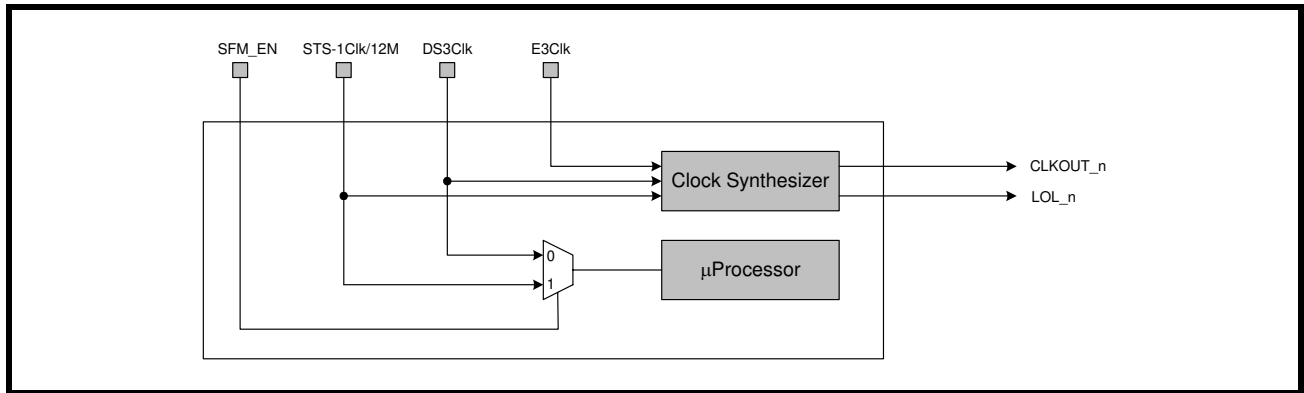 SFM_EN STS-1Clk/12M DS3Clk E3Clk
Clock Synthesizer
CLKOUT_n
LOL_n
0
µProcessor
1